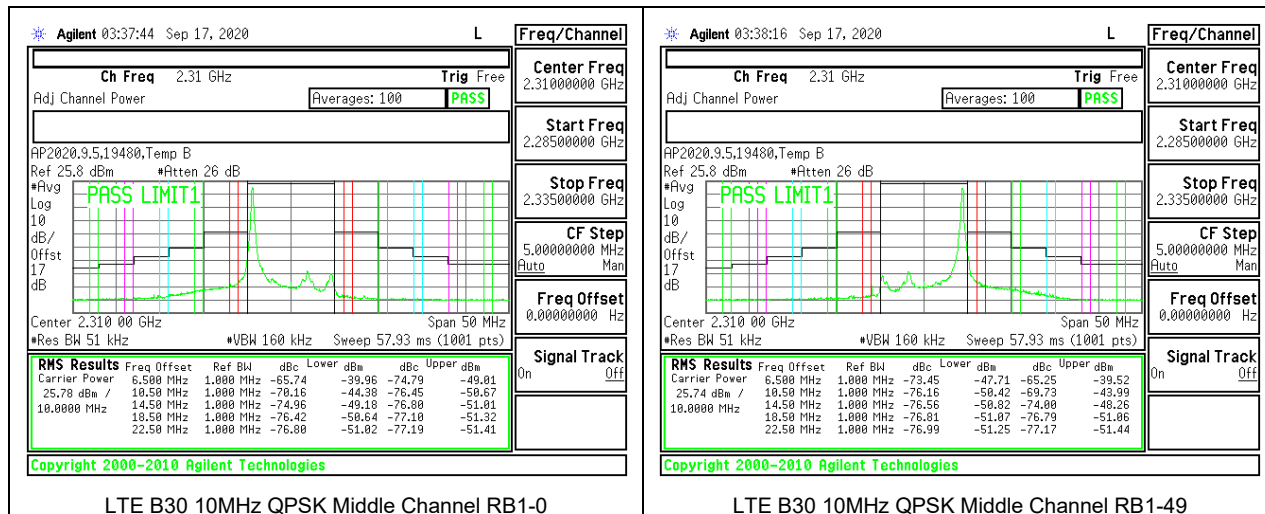 Agilent 03:37:44 Sep 17, 2020 L
Freq/Channel
Ch Freq 2.31 GHz Trig Free
Adj Channel Power Averages: 100 PASS
Center Freq
2.31000000 GHz
Start Freq
2.28500000 GHz
Stop Freq
2.33500000 GHz
CF Step
5.00000000 MHz
Auto Man
Freq Offset
0.00000000 Hz
Signal Track
On Off
AP2020.9.5,19480,Temp B
Ref 25.8 dBm #Atten 26 dB
#Avg
Log
10
dB/
Offst
17
dB
PASS LIMIT1
Center 2.310 00 GHz Span 50 MHz
#Res BW 51 kHz #VBW 160 kHz Sweep 57.93 ms (1001 pts)
RMS Results Freq Offset Ref BW dBc Lower dBm dBc Upper dBm
Carrier Power 6.500 MHz 1.000 MHz -65.74 -39.96 -74.79 -49.01
25.78 dBm / 10.50 MHz 1.000 MHz -70.16 -44.38 -76.45 -50.67
10.0000 MHz 14.50 MHz 1.000 MHz -74.96 -49.18 -76.80 -51.01
18.50 MHz 1.000 MHz -76.42 -50.64 -77.10 -51.32
22.50 MHz 1.000 MHz -76.80 -51.02 -77.19 -51.41
Copyright 2000-2010 Agilent Technologies
LTE B30 10MHz QPSK Middle Channel RB1-0
Agilent 03:38:16 Sep 17, 2020 L
Freq/Channel
Ch Freq 2.31 GHz Trig Free
Adj Channel Power Averages: 100 PASS
Center Freq
2.31000000 GHz
Start Freq
2.28500000 GHz
Stop Freq
2.33500000 GHz
CF Step
5.00000000 MHz
Auto Man
Freq Offset
0.00000000 Hz
Signal Track
On Off
AP2020.9.5,19480,Temp B
Ref 25.8 dBm #Atten 26 dB
#Avg
Log
10
dB/
Offst
17
dB
PASS LIMIT1
Center 2.310 00 GHz Span 50 MHz
#Res BW 51 kHz #VBW 160 kHz Sweep 57.93 ms (1001 pts)
RMS Results Freq Offset Ref BW dBc Lower dBm dBc Upper dBm
Carrier Power 6.500 MHz 1.000 MHz -73.45 -47.71 -65.25 -39.52
25.74 dBm / 10.50 MHz 1.000 MHz -76.16 -50.42 -69.73 -43.99
10.0000 MHz 14.50 MHz 1.000 MHz -76.56 -50.82 -74.00 -48.26
18.50 MHz 1.000 MHz -76.81 -51.07 -76.79 -51.06
22.50 MHz 1.000 MHz -76.99 -51.25 -77.17 -51.44
Copyright 2000-2010 Agilent Technologies
LTE B30 10MHz QPSK Middle Channel RB1-49